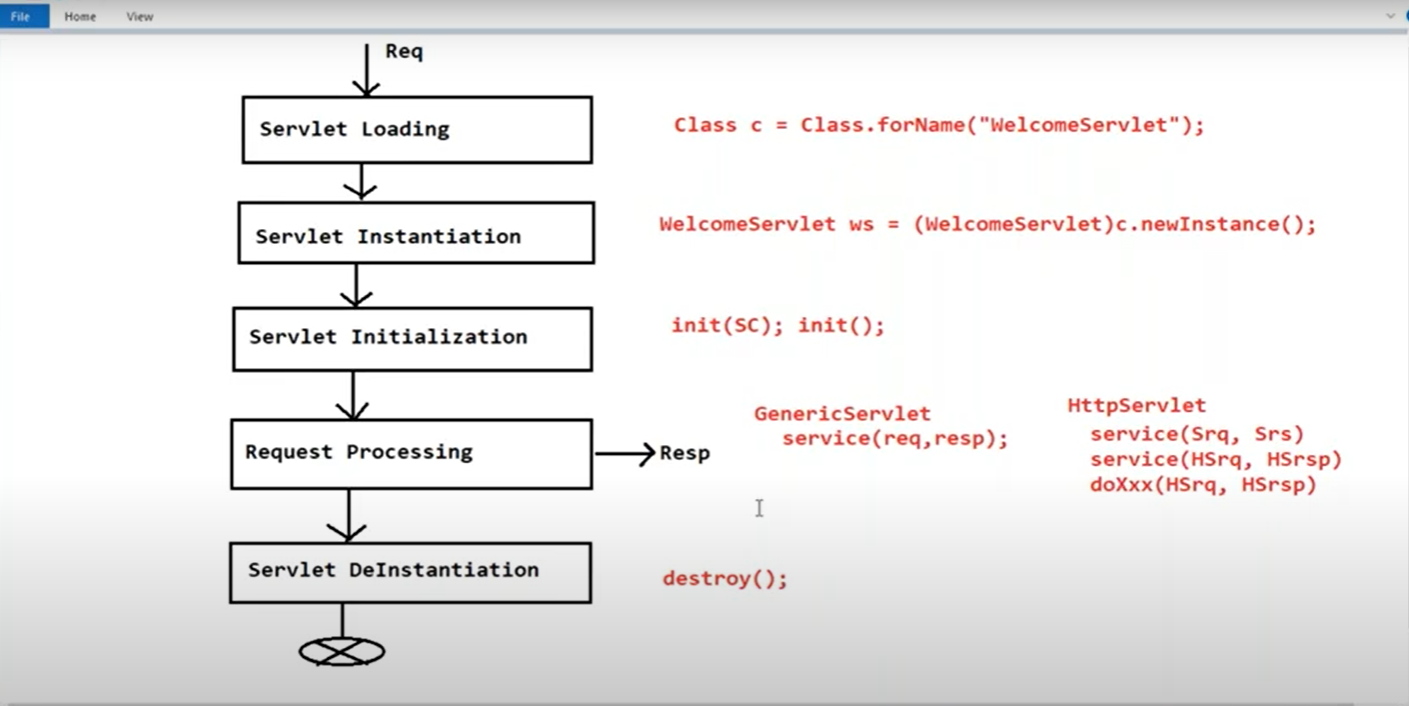 File Home View
Req
Servlet Loading
Class c = Class.forName("WelcomeServlet");
Servlet Instantiation
WelcomeServlet ws = (WelcomeServlet)c.newInstance();
Servlet Initialization
init(SC); init();
Request Processing
Resp
GenericServlet
service(req,resp);
HttpServlet
service(Srq, Srs)
service(HSrq, HSrsp)
doXxx(HSrq, HSrsp)
Servlet DeInstantiation
destroy();